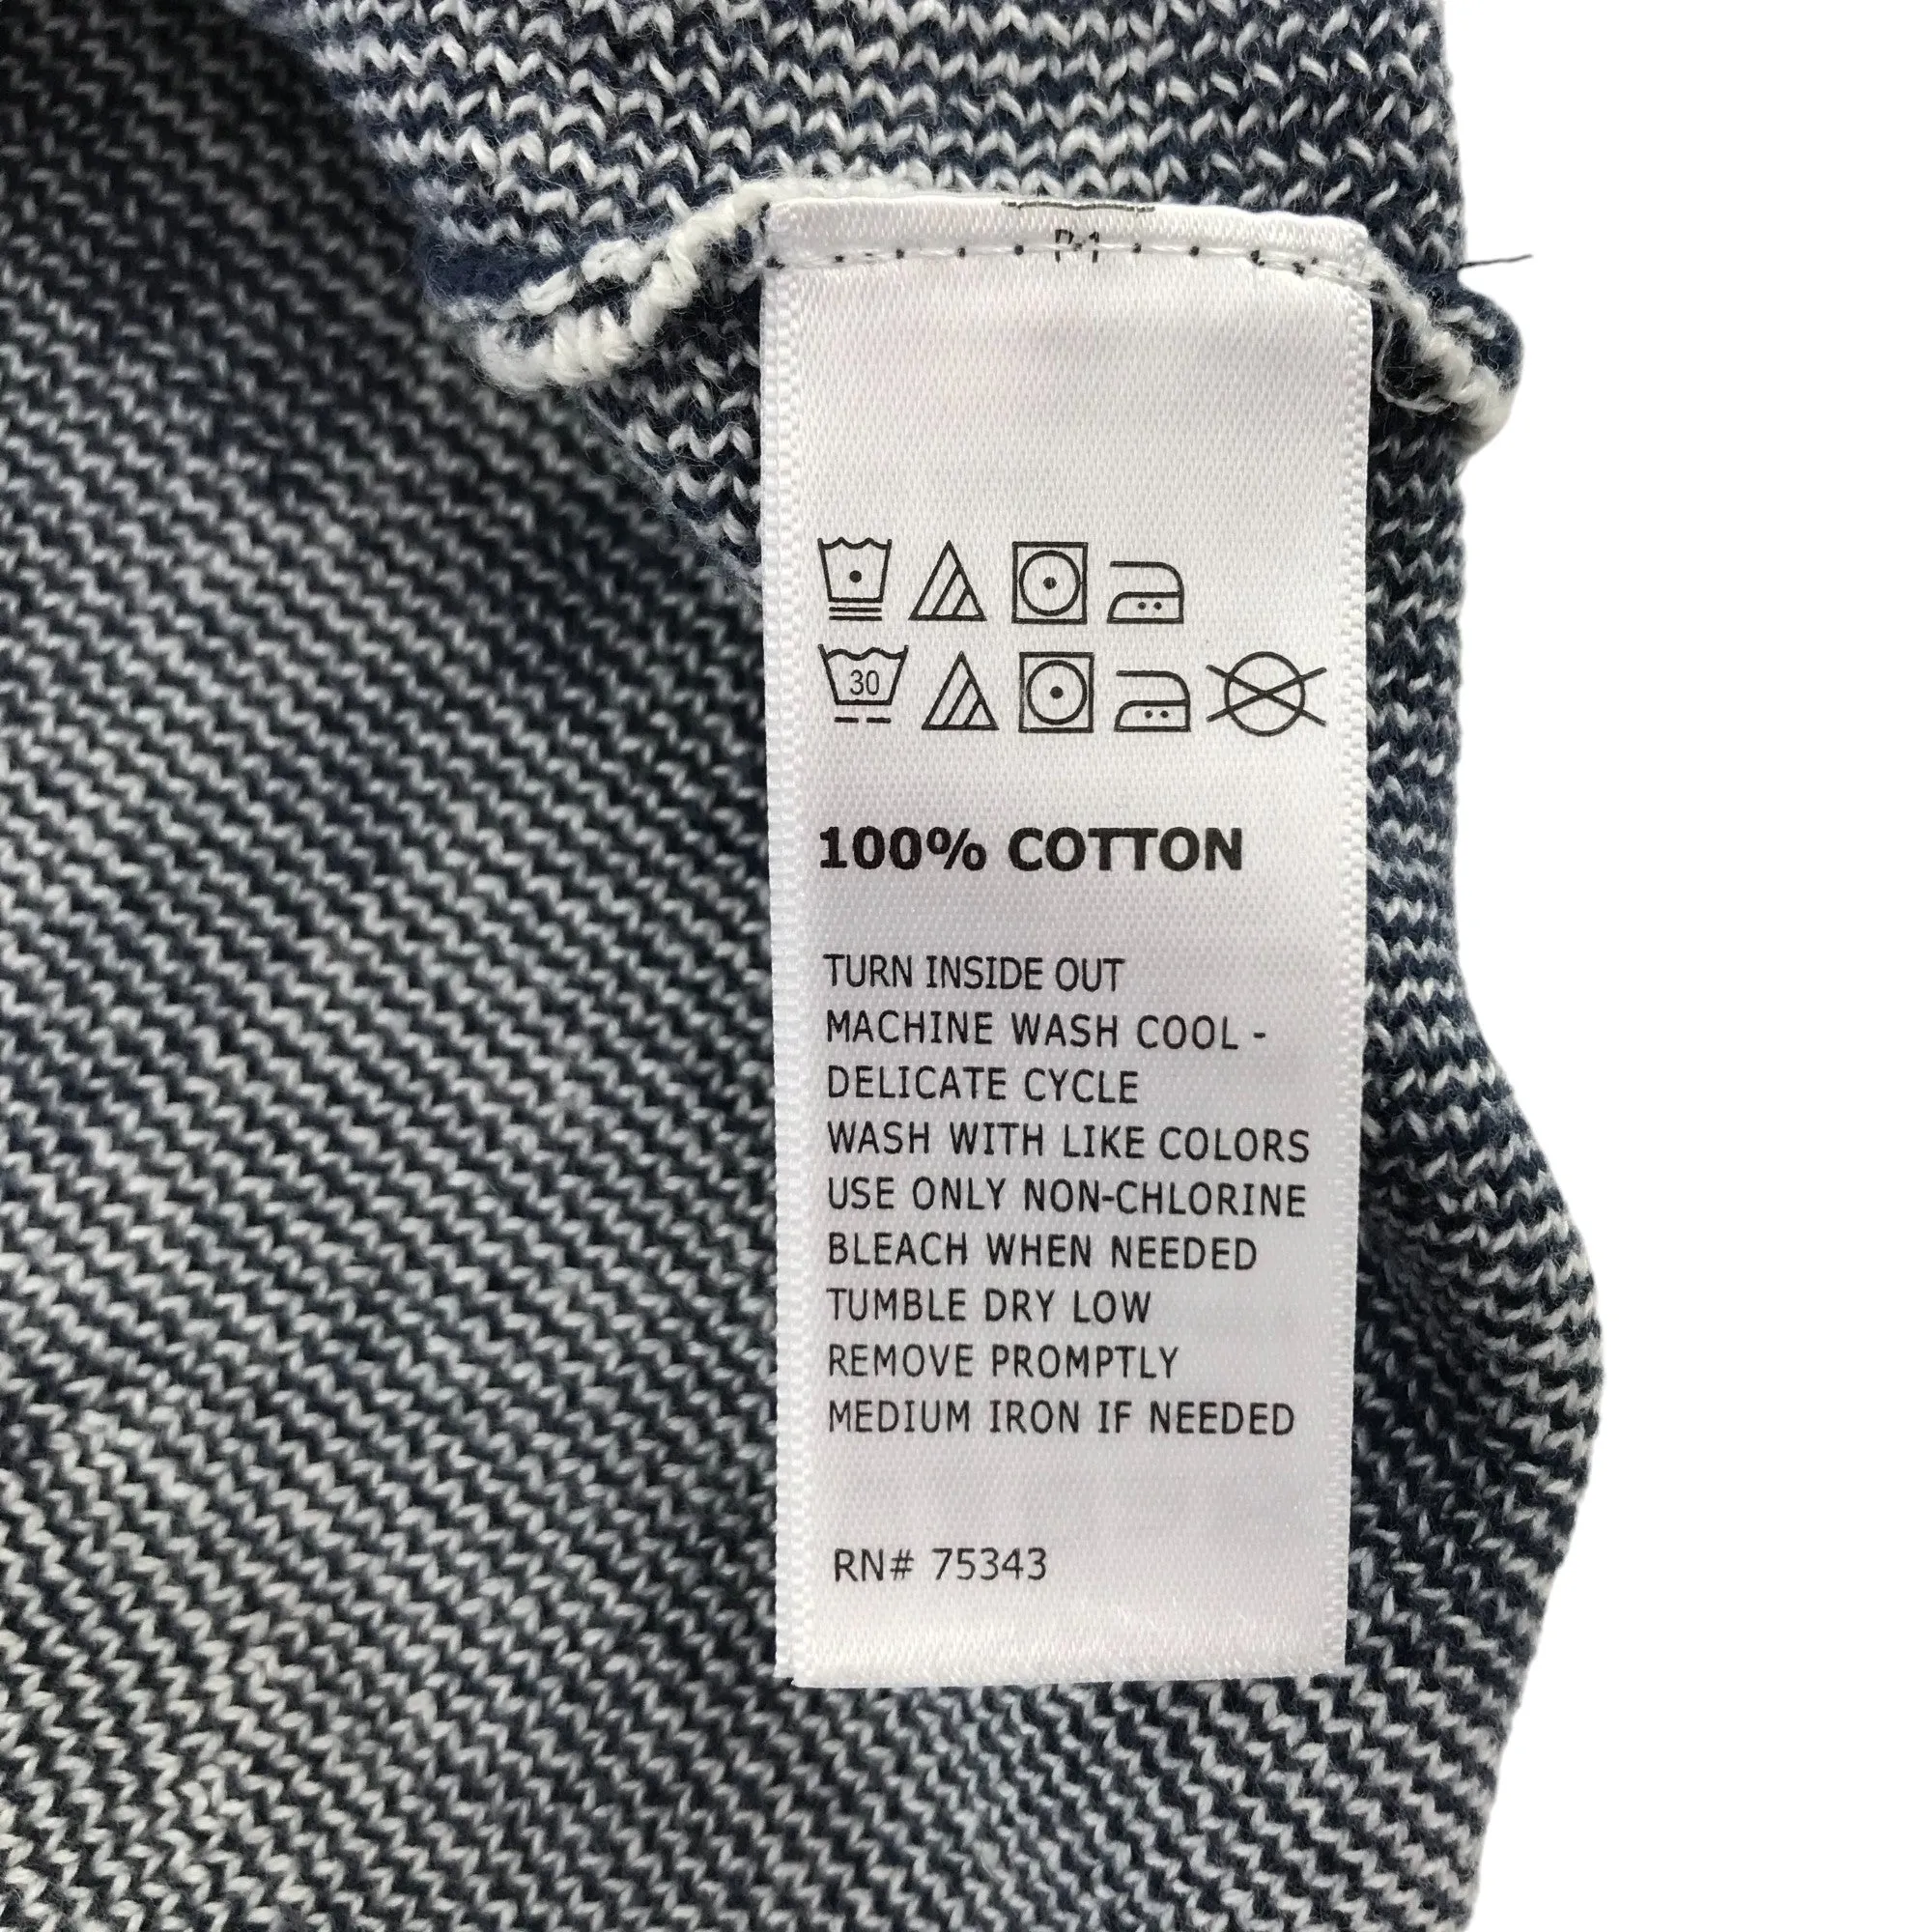 30
100% COTTON
TURN INSIDE OUT
MACHINE WASH COOL -
DELICATE CYCLE
WASH WITH LIKE COLORS
USE ONLY NON-CHLORINE
BLEACH WHEN NEEDED
TUMBLE DRY LOW
REMOVE PROMPTLY
MEDIUM IRON IF NEEDED
RN# 75343